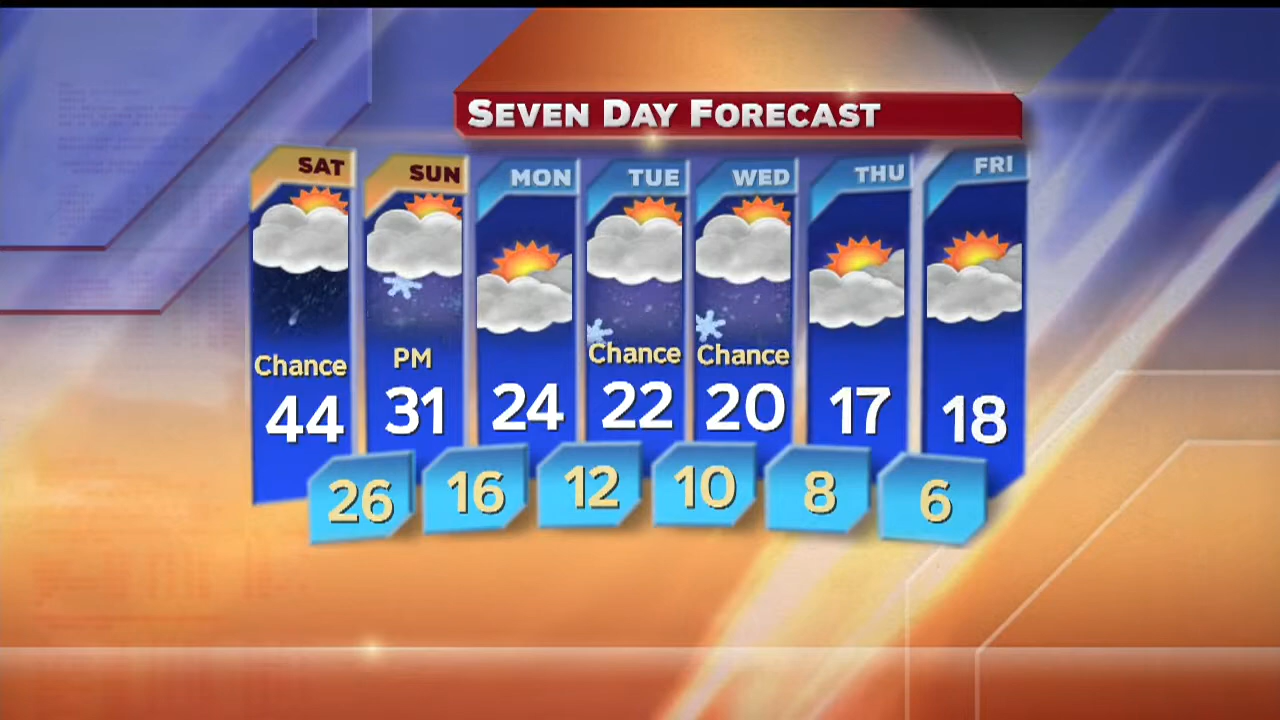 SEVEN DAY FORECAST
SAT SUN MON TUE WED THU FRI
Chance PM Chance Chance
44 31 24 22 20 17 18
26 16 12 10 8 6